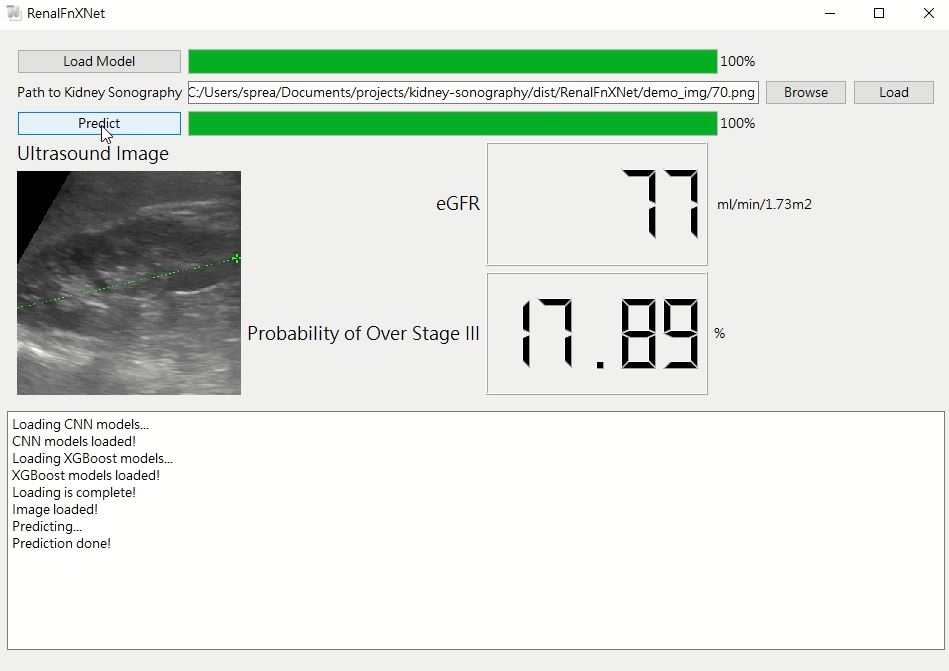 RenalFnXNet
Load Model 100%
Path to Kidney Sonography C:/Users/sprea/Documents/projects/kidney-sonography/dist/RenalFnXNet/demo_img/70.png Browse Load
Predict 100%
Ultrasound Image
eGFR 77 ml/min/1.73m2
Probability of Over Stage III 17.89 %
Loading CNN models...
CNN models loaded!
Loading XGBoost models...
XGBoost models loaded!
Loading is complete!
Image loaded!
Predicting...
Prediction done!